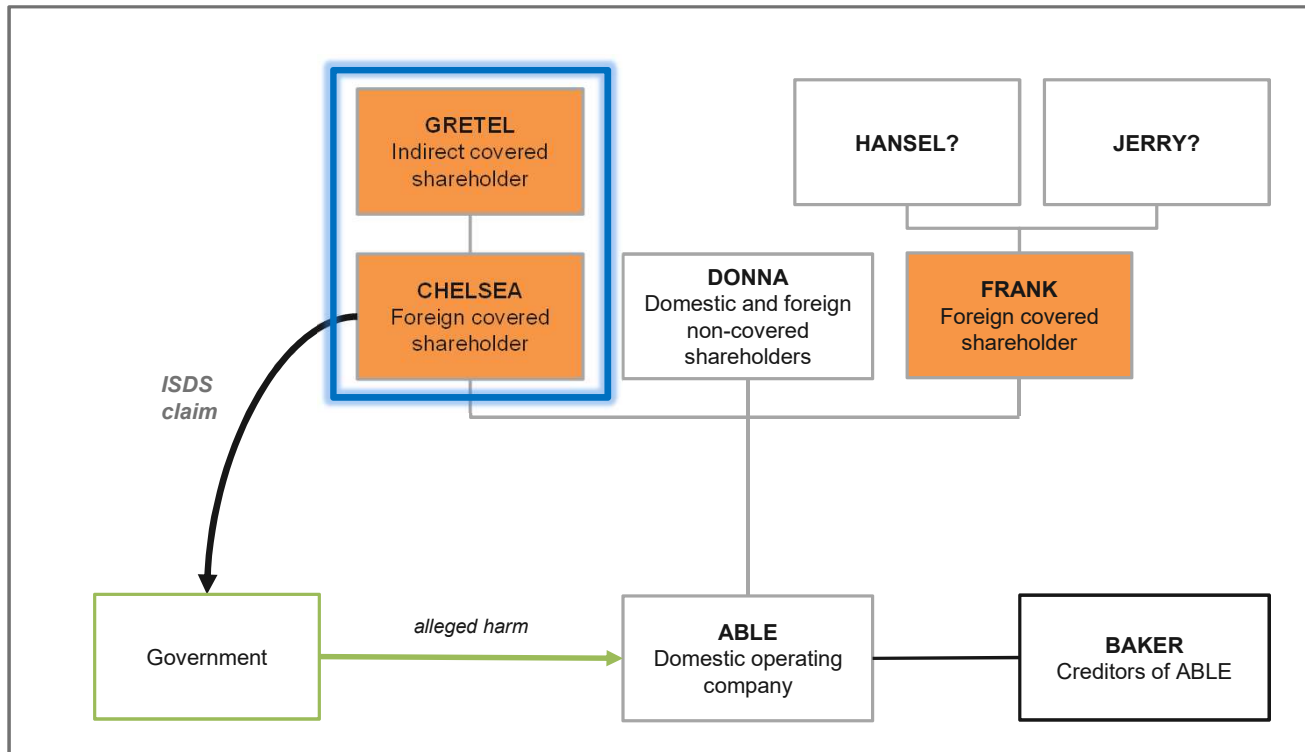 GRETEL
Indirect covered
shareholder
HANSEL?
JERRY?
CHELSEA
Foreign covered
shareholder
DONNA
Domestic and foreign
non-covered
shareholders
FRANK
Foreign covered
shareholder
ISDS
claim
Government
alleged harm
ABLE
Domestic operating
company
BAKER
Creditors of ABLE